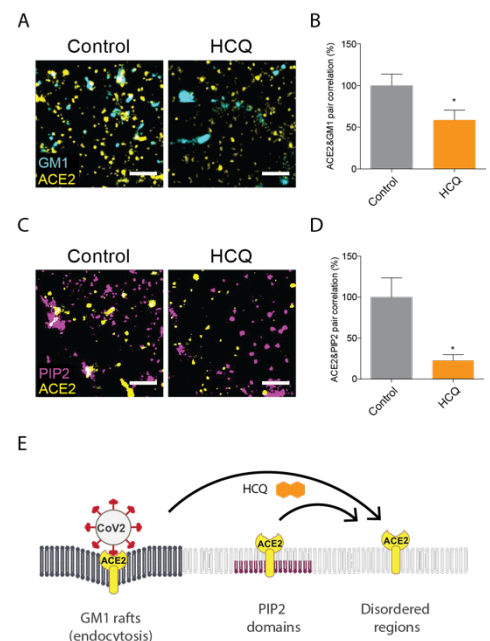 A
Control
HCQ
GM1
ACE2
B
ACE2&GM1 pair correlation (%)
150
100
50
0
Control
HCQ
*
C
Control
HCQ
PIP2
ACE2
D
ACE2&PIP2 pair correlation (%)
150
100
50
0
Control
HCQ
*
E
HCQ
CoV2
ACE2
ACE2
ACE2
GM1 rafts
(endocytosis)
PIP2
domains
Disordered
regions